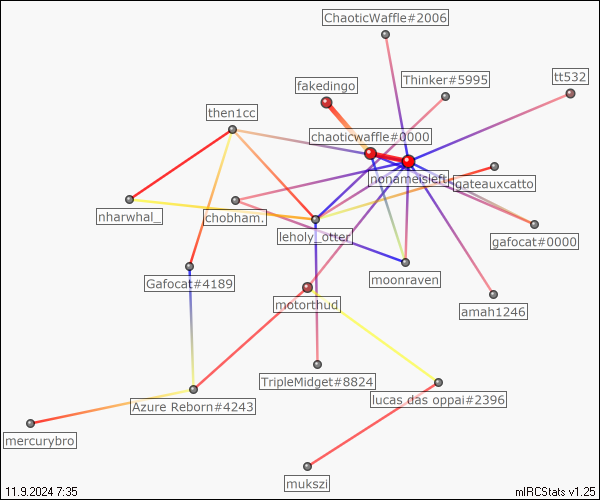 ChaoticWaffle#2006
Thinker#5995
tt532
fakedingo
then1cc
chaoticwaffle#0000
nonameisleft
gateauxcatto
nharwhal_
chobham.
leholy_otter
gafocat#0000
Gafocat#4189
moonraven
motorthud
amah1246
TripleMidget#8824
lucas das oppai#2396
Azure Reborn#4243
mercurybro
mukszi
11.9.2024 7:35
mIRCStats v1.25